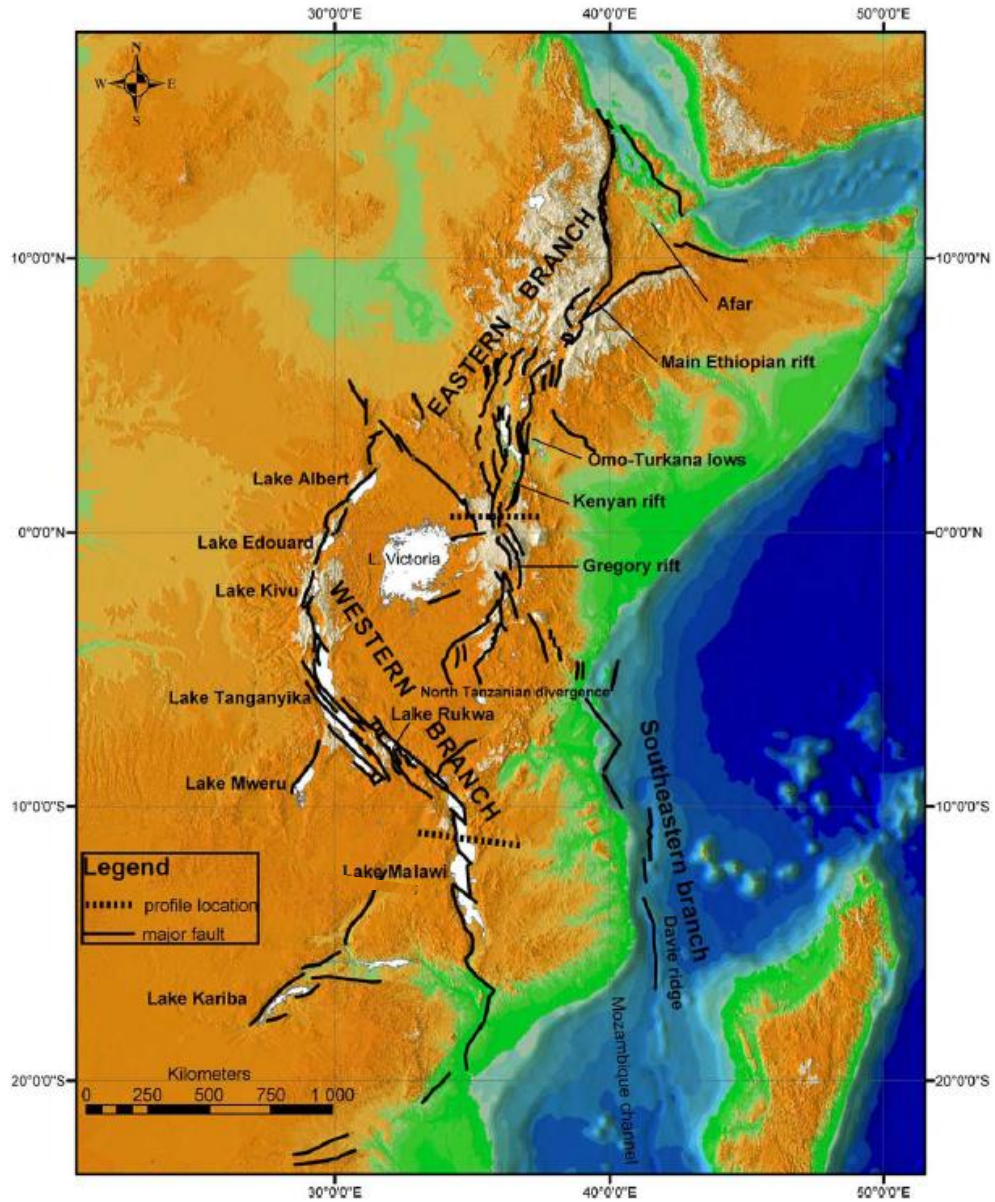 30°0'0"E 40°0'0"E 50°0'0"E
N
W E
S
10°0'0"N 10°0'0"N
EASTERN BRANCH
Afar
Main Ethiopian rift
Omo-Turkana lows
Lake Albert
Kenyan rift
0°0'0"N 0°0'0"N
Lake Edouard
L. Victoria
Gregory rift
Lake Kivu
WESTERN BRANCH
Lake Tanganyika
North Tanzanian divergence
Lake Rukwa
Southeastern branch
Lake Mweru
10°0'0"S 10°0'0"S
Legend
profile location
major fault
Lake Malawi
Davie ridge
Lake Kariba
Mozambique channel
Kilometers
0 250 500 750 1 000
20°0'0"S 20°0'0"S
30°0'0"E 40°0'0"E 50°0'0"E